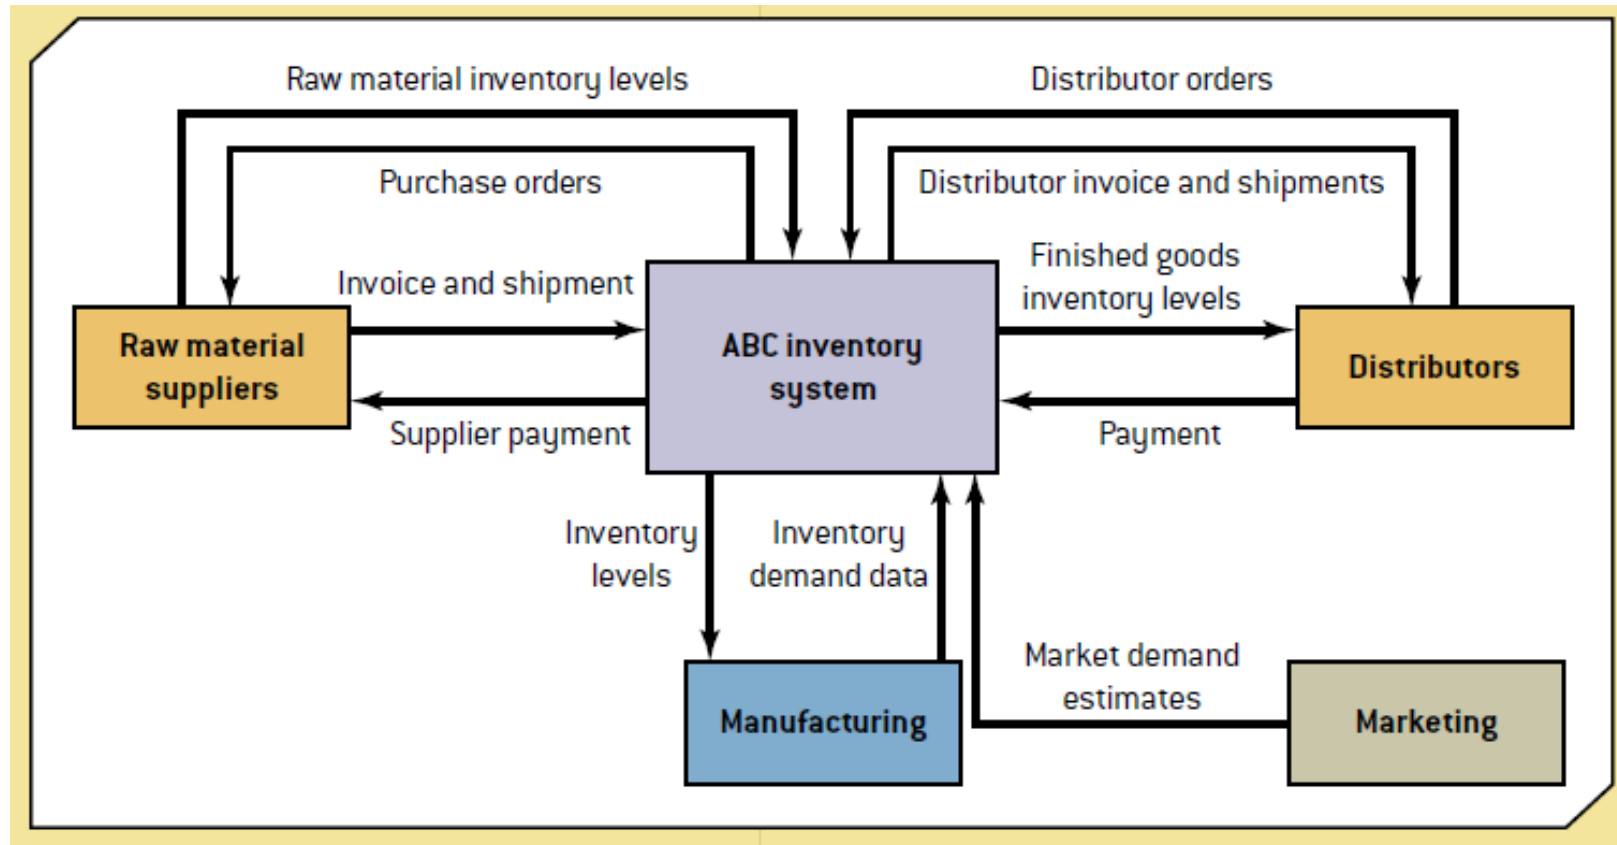 Raw material inventory levels
Distributor orders
Purchase orders
Distributor invoice and shipments
Invoice and shipment
Finished goods
inventory levels
Raw material
suppliers
ABC inventory
system
Distributors
Supplier payment
Payment
Inventory
levels
Inventory
demand data
Market demand
estimates
Manufacturing
Marketing